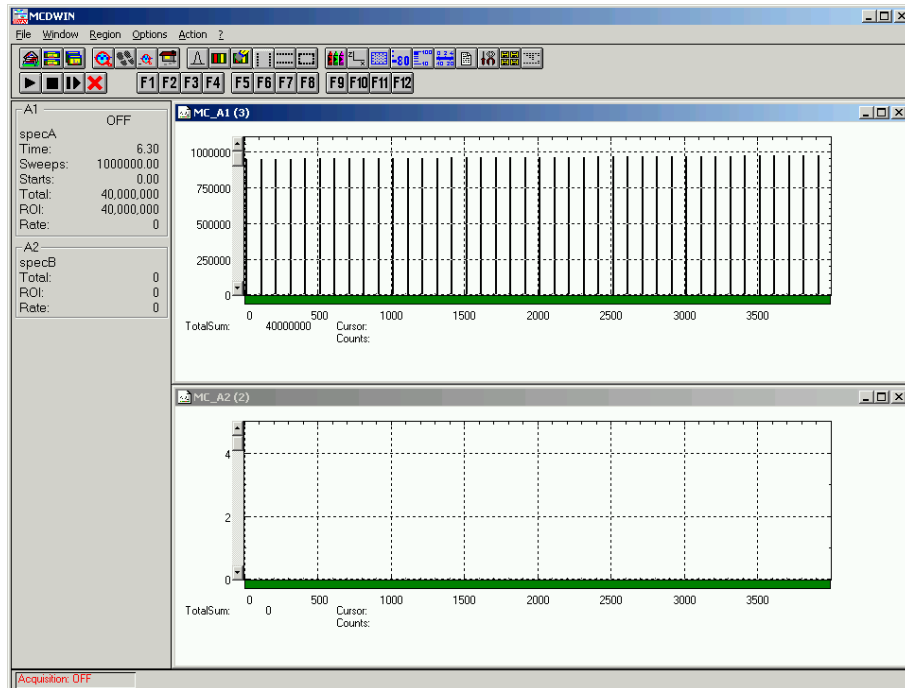 MCDWIN
File Window Region Options Action ?
F1 F2 F3 F4 F5 F6 F7 F8 F9 F10 F11 F12
A1
OFF
specA
Time: 6.30
Sweeps: 1000000.00
Starts: 0.00
Total: 40,000,000
ROI: 40,000,000
Rate: 0
A2
specB
Total: 0
ROI: 0
Rate: 0
MC_A1 (3)
1000000
750000
500000
250000
0
0 500 1000 1500 2000 2500 3000 3500
TotalSum: 40000000 Cursor:
Counts:
MC_A2 (2)
4
2
0
0 500 1000 1500 2000 2500 3000 3500
TotalSum: 0 Cursor:
Counts:
Acquisition: OFF